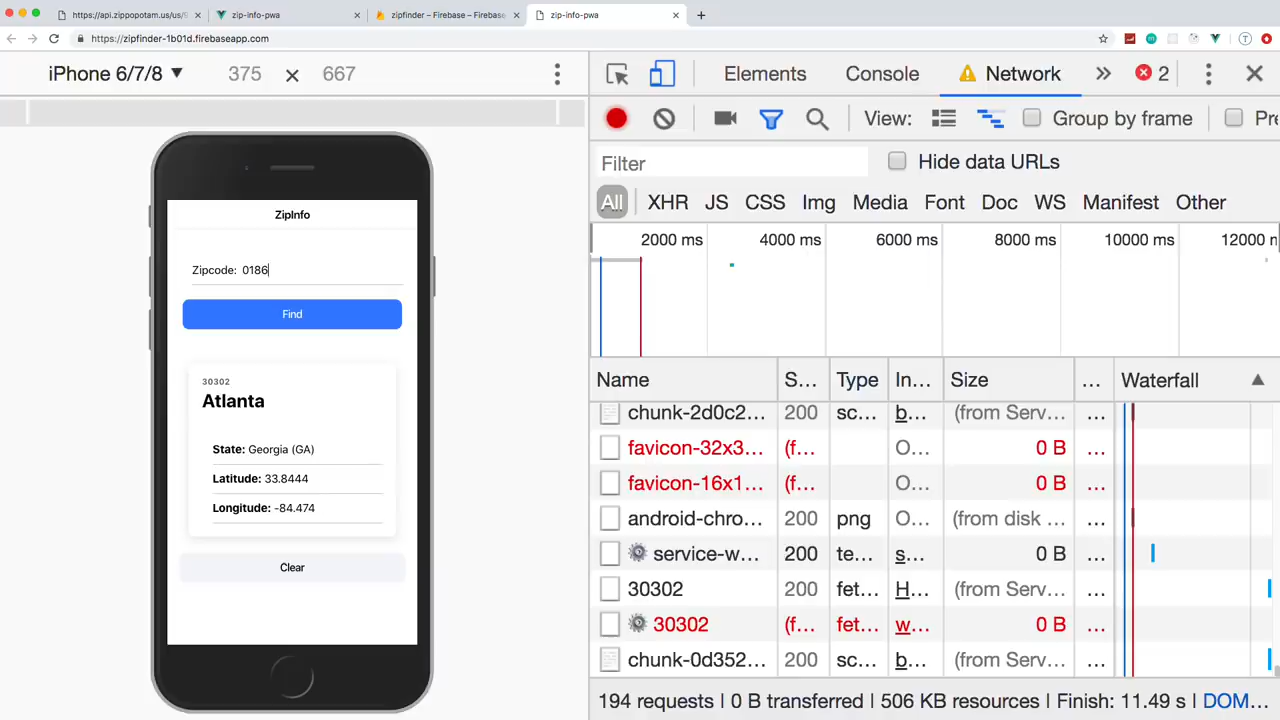 https://api.zippopotam.us/us/9
zip-info-pwa
zipfinder – Firebase – Firebase
zip-info-pwa
https://zipfinder-1b01d.firebaseapp.com
iPhone 6/7/8 ▼ 375 × 667
Elements Console Network » 2
View: Group by frame Pre
Filter Hide data URLs
All XHR JS CSS Img Media Font Doc WS Manifest Other
2000 ms 4000 ms 6000 ms 8000 ms 10000 ms 12000 m
Name S... Type In... Size ... Waterfall ▲
chunk-2d0c2... 200 sc... b... (from Serv... ...
favicon-32x3... (f... O... 0 B ...
favicon-16x1... (f... O... 0 B ...
android-chro... 200 png O... (from disk ...
service-w... 200 te... s... 0 B ...
30302 200 fet... H... (from Serv... ...
30302 (f... fet... w... 0 B ...
chunk-0d352... 200 sc... b... (from Serv... ...
194 requests | 0 B transferred | 506 KB resources | Finish: 11.49 s | DOM...
ZipInfo
Zipcode: 0186
Find
30302
Atlanta
State: Georgia (GA)
Latitude: 33.8444
Longitude: -84.474
Clear